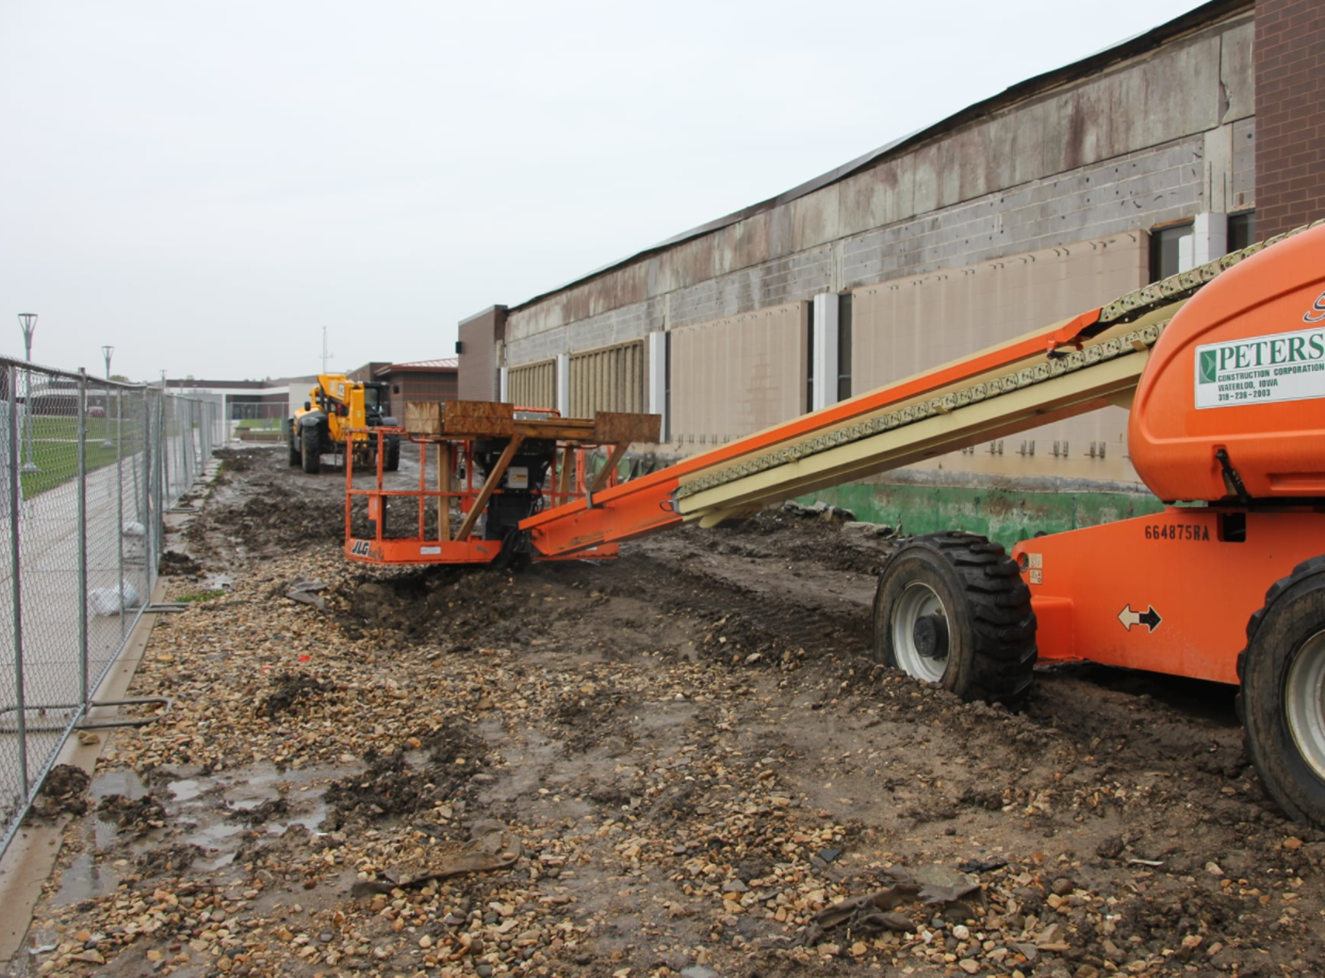 PETERS
CONSTRUCTION CORPORATION
WATERLOO, IOWA
319-236-2003
664875RA
JLG